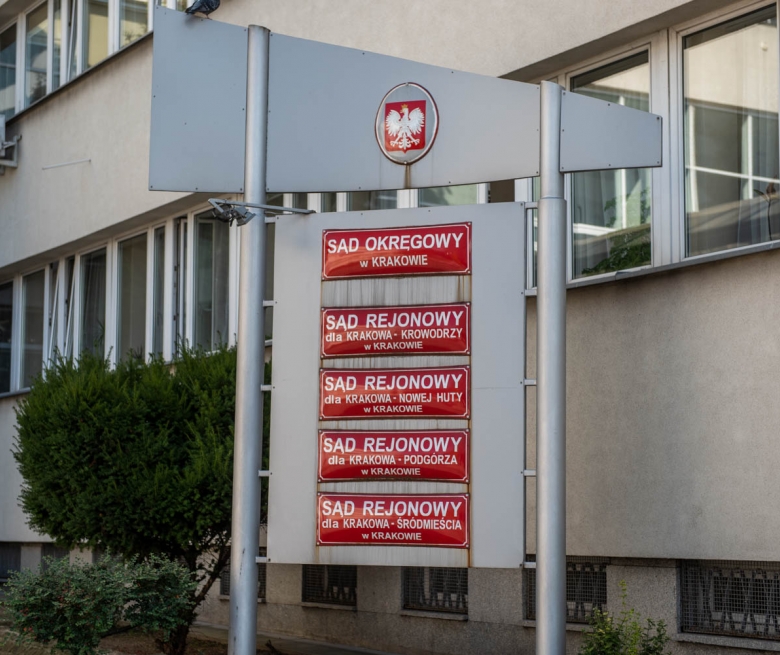 SĄD OKRĘGOWY
w KRAKOWIE
SĄD REJONOWY
dla KRAKOWA - KROWODRZY
w KRAKOWIE
SĄD REJONOWY
dla KRAKOWA - NOWEJ HUTY
w KRAKOWIE
SĄD REJONOWY
dla KRAKOWA - PODGÓRZA
w KRAKOWIE
SĄD REJONOWY
dla KRAKOWA - ŚRÓDMIEŚCIA
w KRAKOWIE